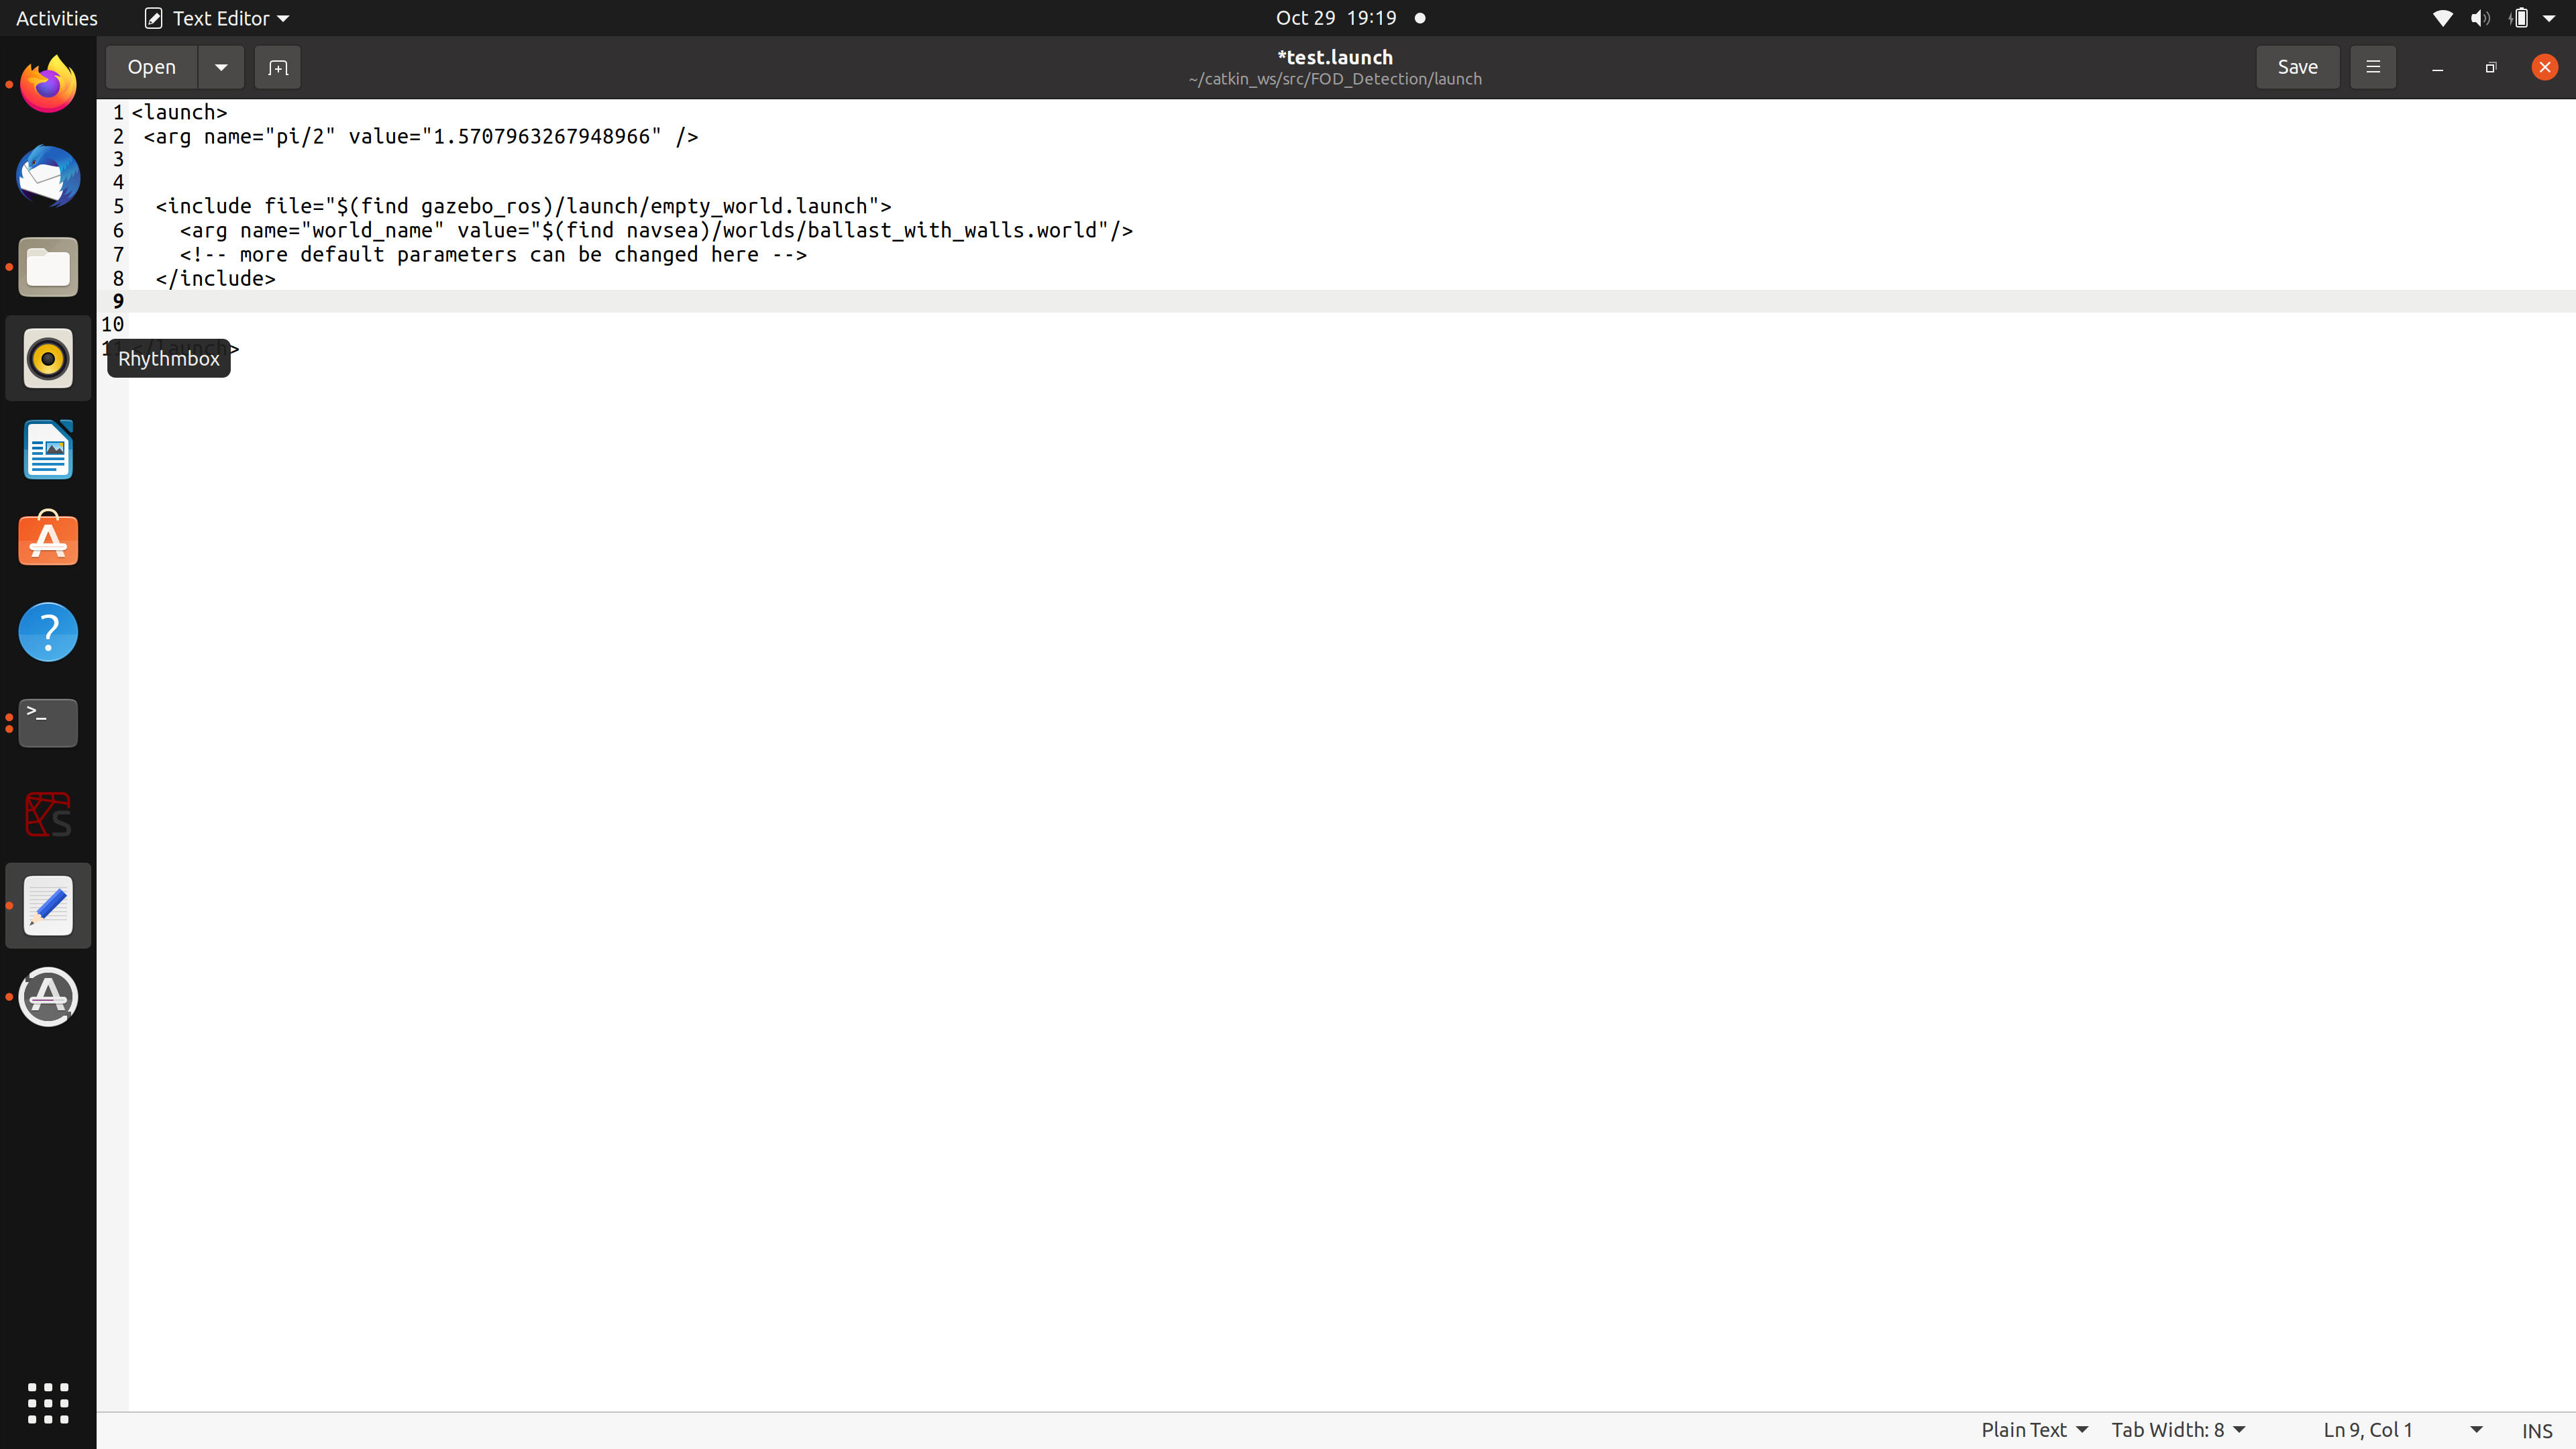 Activities Text Editor Oct 29 19:19
Open *test.launch Save
~/catkin_ws/src/FOD_Detection/launch
1 <launch>
2 <arg name="pi/2" value="1.5707963267948966" />
3
4
5 <include file="$(find gazebo_ros)/launch/empty_world.launch">
6 <arg name="world_name" value="$(find navsea)/worlds/ballast_with_walls.world"/>
7 <!-- more default parameters can be changed here -->
8 </include>
9
10
Rhythmbox
>_
Plain Text Tab Width: 8 Ln 9, Col 1 INS